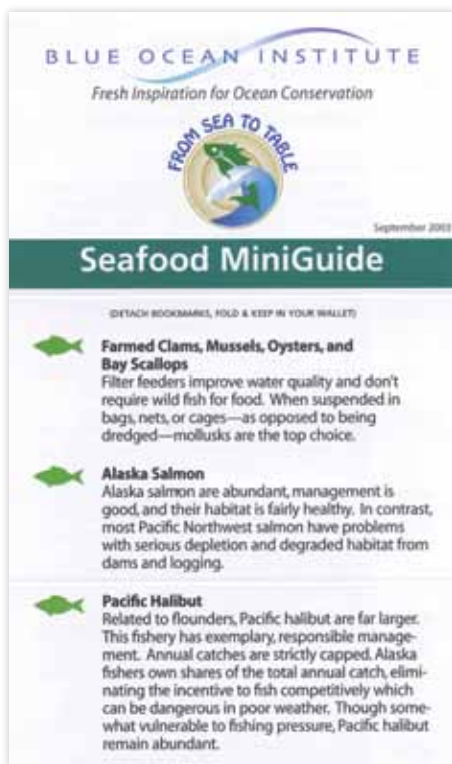 BLUE OCEAN INSTITUTE
Fresh Inspiration for Ocean Conservation
FROM SEA TO TABLE
September 2003
Seafood MiniGuide
(DETACH BOOKMARKS, FOLD & KEEP IN YOUR WALLET)
Farmed Clams, Mussels, Oysters, and
Bay Scallops
Filter feeders improve water quality and don't
require wild fish for food. When suspended in
bags, nets, or cages—as opposed to being
dredged—mollusks are the top choice.
Alaska Salmon
Alaska salmon are abundant, management is
good, and their habitat is fairly healthy. In contrast,
most Pacific Northwest salmon have problems
with serious depletion and degraded habitat from
dams and logging.
Pacific Halibut
Related to flounders, Pacific halibut are far larger.
This fishery has exemplary, responsible manage-
ment. Annual catches are strictly capped. Alaska
fishers own shares of the total annual catch, elimi-
nating the incentive to fish competitively which
can be dangerous in poor weather. Though some-
what vulnerable to fishing pressure, Pacific halibut
remain abundant.